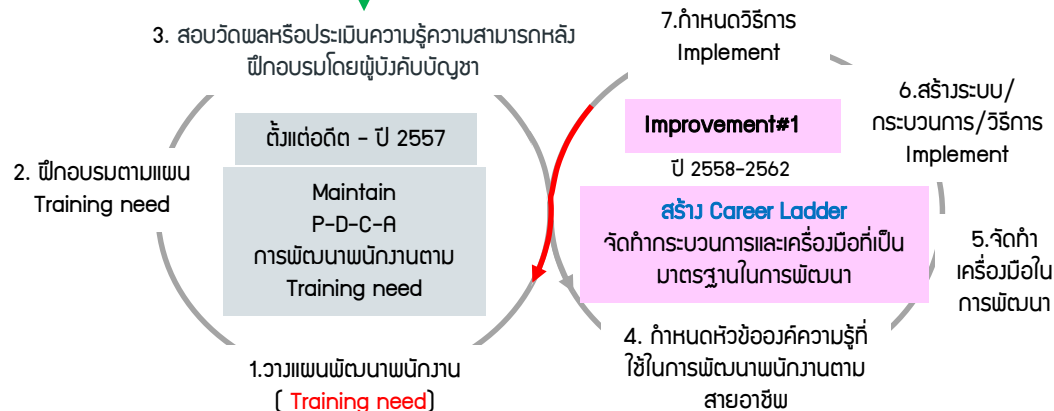 3. สอบวัดผลหรือประเมินความรู้ความสามารถหลัง
ฝึกอบรมโดยผู้บังคับบัญชา
ตั้งแต่อดีต - ปี 2557
2. ฝึกอบรมตามแผน
Training need
Maintain
P-D-C-A
การพัฒนาพนักงานตาม
Training need
1.วางแผนพัฒนาพนักงาน
( Training need)
7.กำหนดวิธีการ
Implement
6.สร้างระบบ/
กระบวนการ/วิธีการ
Implement
Improvement#1
ปี 2558-2562
สร้าง Career Ladder
จัดทำกระบวนการและเครื่องมือที่เป็น
มาตรฐานในการพัฒนา
5.จัดทำ
เครื่องมือใน
การพัฒนา
4. กำหนดหัวข้อองค์ความรู้ที่
ใช้ในการพัฒนาพนักงานตาม
สายอาชีพ